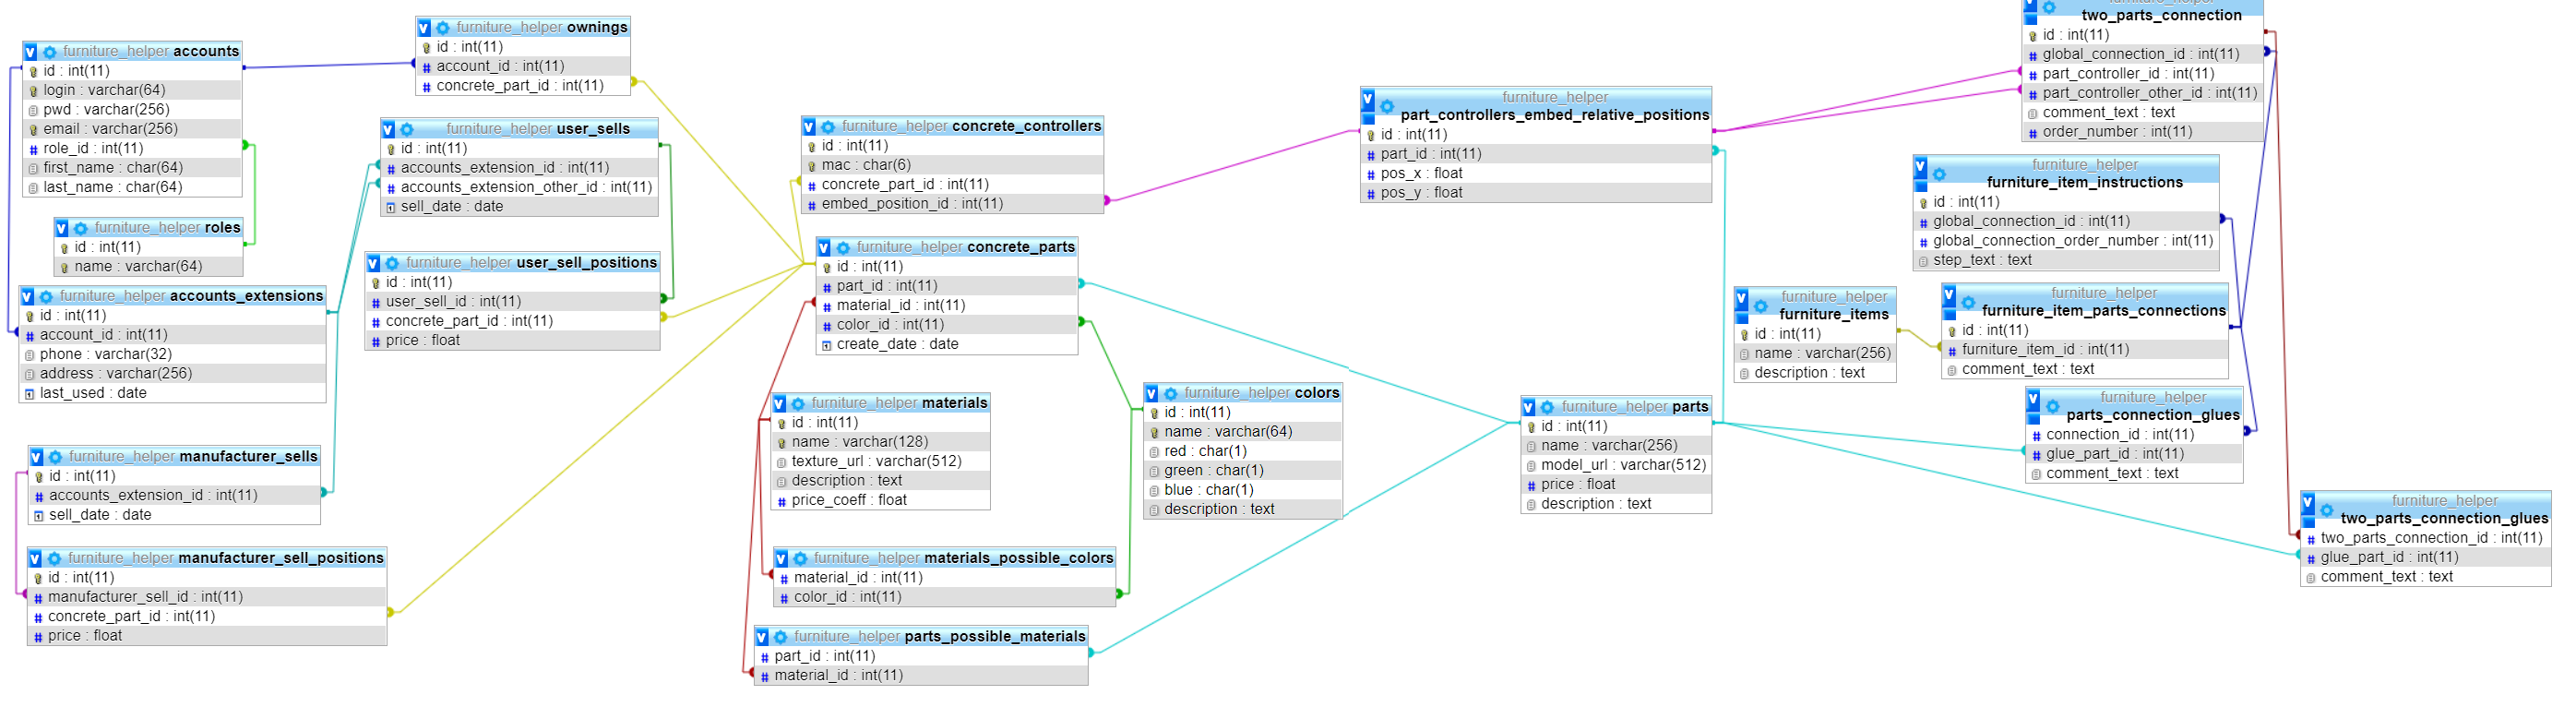 furniture_helper accounts
id : int(11)
login : varchar(64)
pwd : varchar(256)
email : varchar(256)
role_id : int(11)
first_name : char(64)
last_name : char(64)
furniture_helper roles
id : int(11)
name : varchar(64)
furniture_helper accounts_extensions
id : int(11)
account_id : int(11)
phone : varchar(32)
address : varchar(256)
last_used : date
furniture_helper manufacturer_sells
id : int(11)
accounts_extension_id : int(11)
sell_date : date
furniture_helper manufacturer_sell_positions
id : int(11)
manufacturer_sell_id : int(11)
concrete_part_id : int(11)
price : float
furniture_helper ownings
id : int(11)
account_id : int(11)
concrete_part_id : int(11)
furniture_helper user_sells
id : int(11)
accounts_extension_id : int(11)
accounts_extension_other_id : int(11)
sell_date : date
furniture_helper user_sell_positions
id : int(11)
user_sell_id : int(11)
concrete_part_id : int(11)
price : float
furniture_helper concrete_controllers
id : int(11)
mac : char(6)
concrete_part_id : int(11)
embed_position_id : int(11)
furniture_helper concrete_parts
id : int(11)
part_id : int(11)
material_id : int(11)
color_id : int(11)
create_date : date
furniture_helper materials
id : int(11)
name : varchar(128)
texture_url : varchar(512)
description : text
price_coeff : float
furniture_helper materials_possible_colors
material_id : int(11)
color_id : int(11)
furniture_helper parts_possible_materials
part_id : int(11)
material_id : int(11)
furniture_helper colors
id : int(11)
name : varchar(64)
red : char(1)
green : char(1)
blue : char(1)
description : text
furniture_helper
part_controllers_embed_relative_positions
id : int(11)
part_id : int(11)
pos_x : float
pos_y : float
furniture_helper parts
id : int(11)
name : varchar(256)
model_url : varchar(512)
price : float
description : text
furniture_helper
furniture_items
id : int(11)
name : varchar(256)
description : text
furniture_helper
two_parts_connection
id : int(11)
global_connection_id : int(11)
part_controller_id : int(11)
part_controller_other_id : int(11)
comment_text : text
order_number : int(11)
furniture_helper
furniture_item_instructions
id : int(11)
global_connection_id : int(11)
global_connection_order_number : int(11)
step_text : text
furniture_helper
furniture_item_parts_connections
id : int(11)
furniture_item_id : int(11)
comment_text : text
furniture_helper
parts_connection_glues
connection_id : int(11)
glue_part_id : int(11)
comment_text : text
furniture_helper
two_parts_connection_glues
two_parts_connection_id : int(11)
glue_part_id : int(11)
comment_text : text